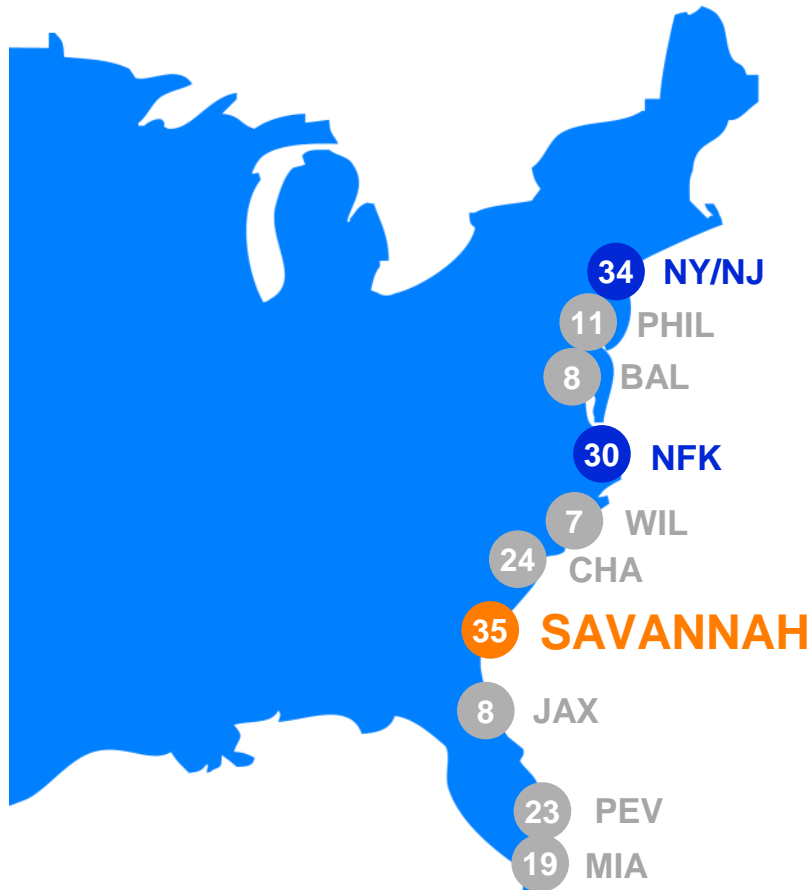 34 NY/NJ
11 PHIL
8 BAL
30 NFK
7 WIL
24 CHA
35 SAVANNAH
8 JAX
23 PEV
19 MIA